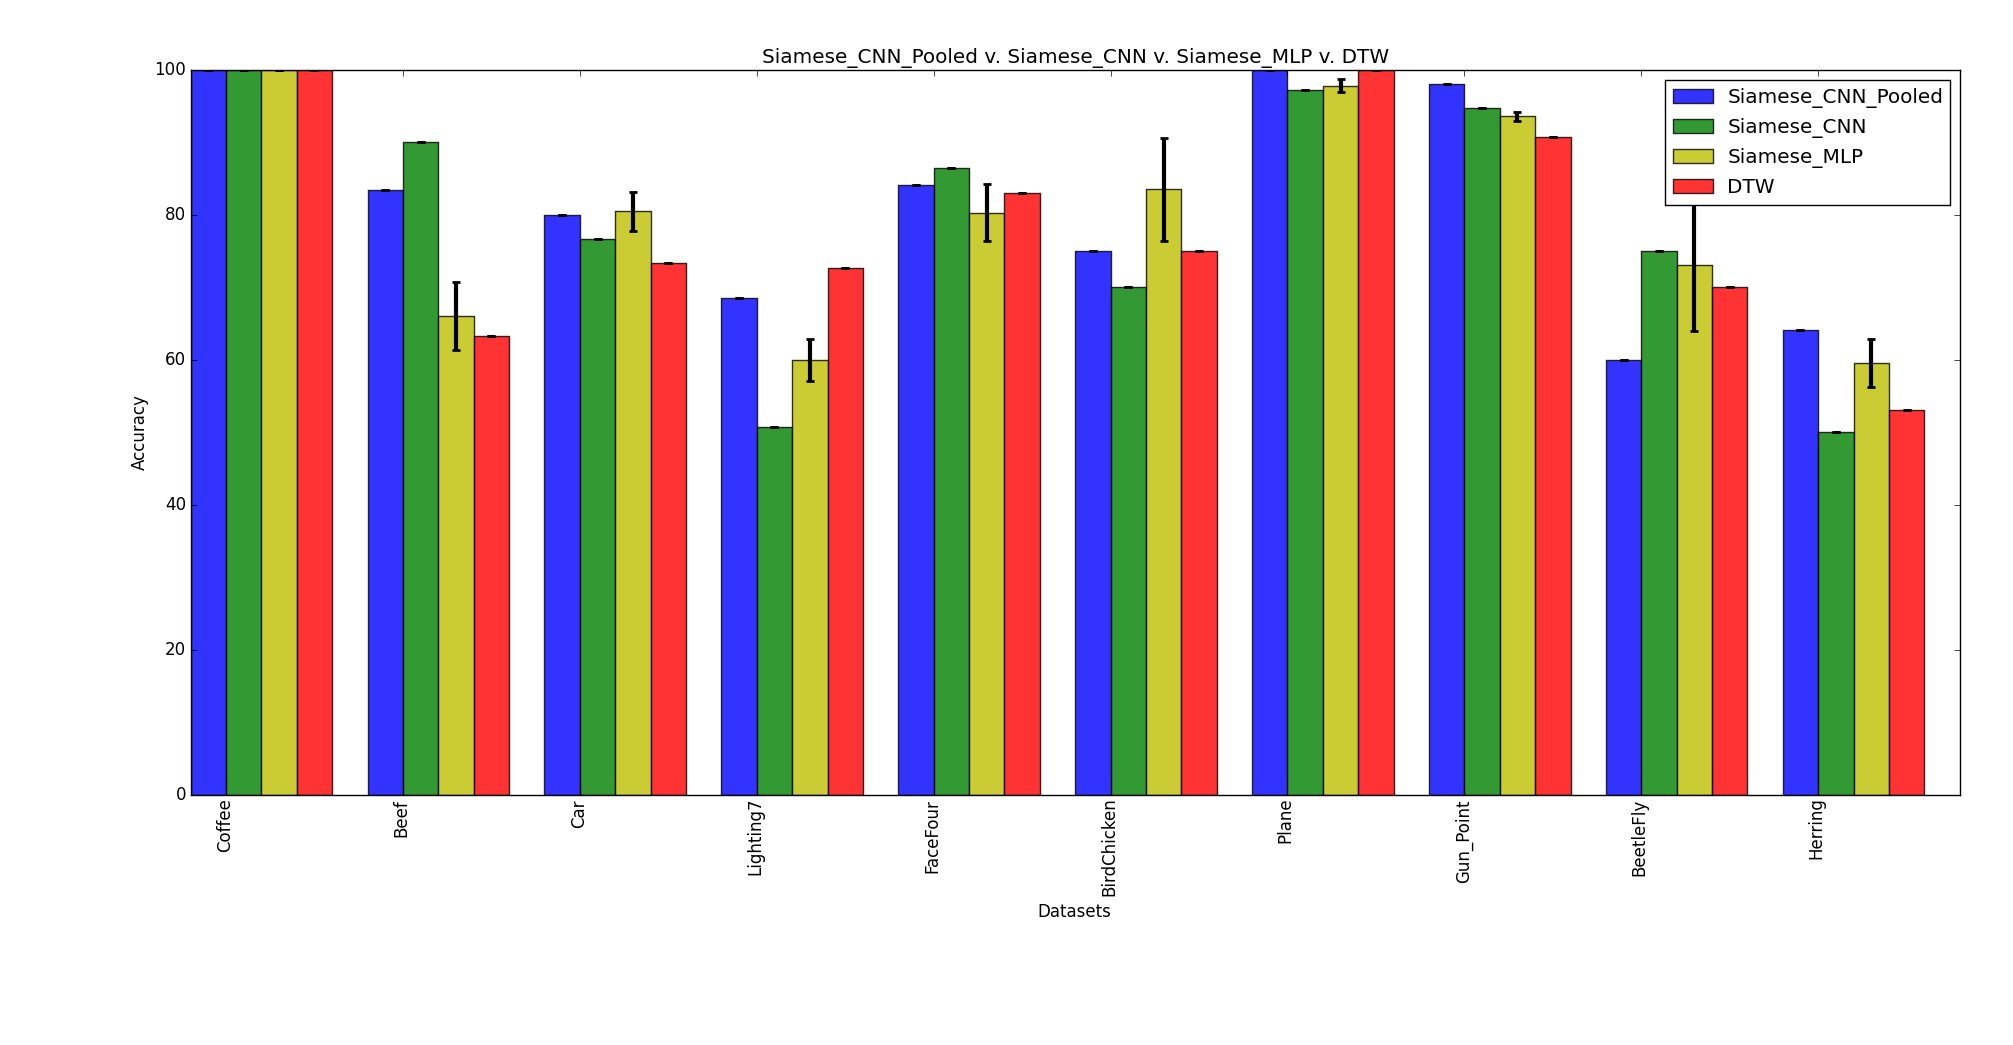 Siamese_CNN_Pooled v. Siamese_CNN v. Siamese_MLP v. DTW
100
80
60
40
20
0
Accuracy
Siamese_CNN_Pooled
Siamese_CNN
Siamese_MLP
DTW
Coffee
Beef
Car
Lighting7
FaceFour
BirdChicken
Plane
Gun_Point
BeetleFly
Herring
Datasets